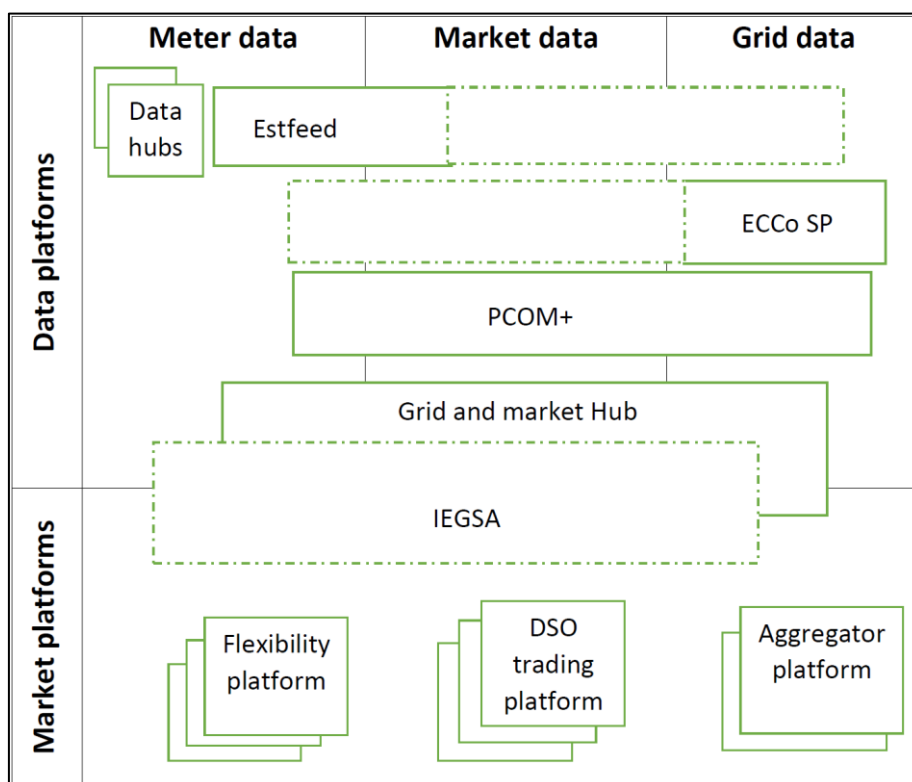 Meter data
Market data
Grid data
Data platforms
Data
hubs
Estfeed
ECCo SP
PCOM+
Grid and market Hub
IEGSA
Market platforms
Flexibility
platform
DSO
trading
platform
Aggregator
platform